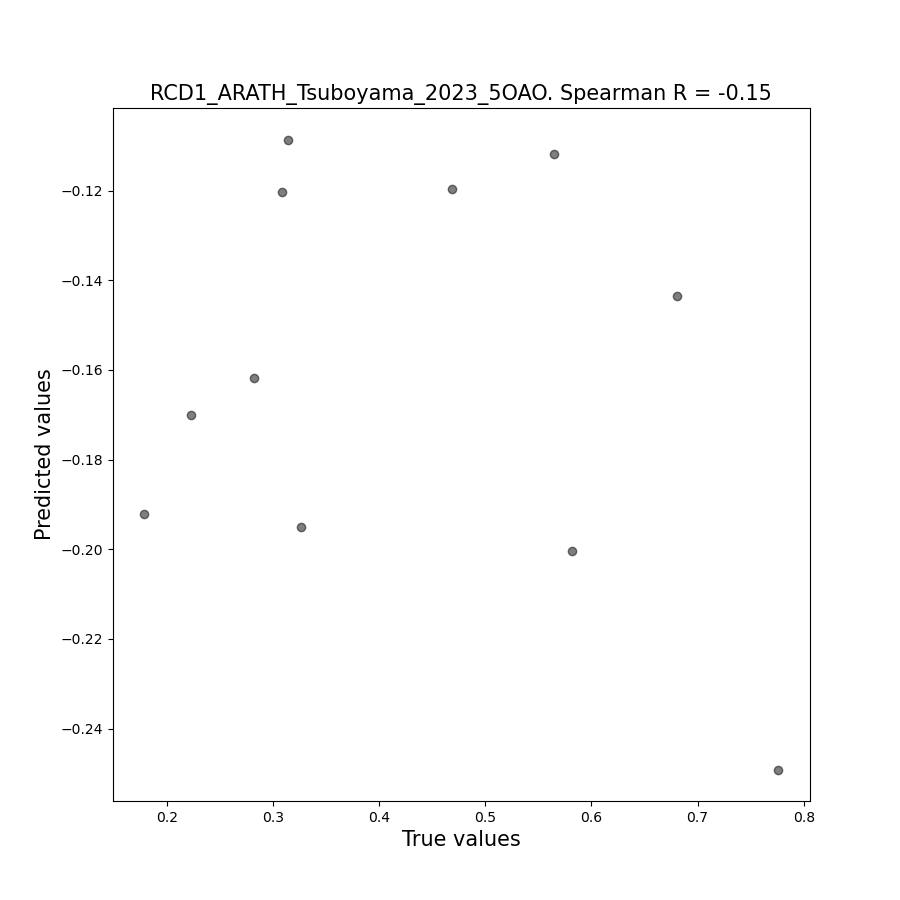 RCD1_ARATH_Tsuboyama_2023_5OAO. Spearman R = -0.15
Predicted values
−0.12
−0.14
−0.16
−0.18
−0.20
−0.22
−0.24
0.2 0.3 0.4 0.5 0.6 0.7 0.8
True values